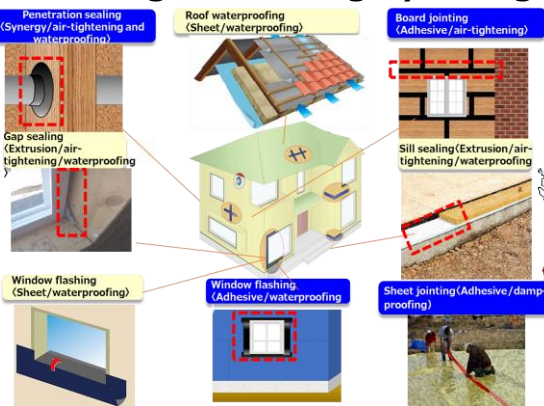 Penetration sealing
(Synergy/air-tightening and
waterproofing)
Roof waterproofing
(Sheet/waterproofing)
Board jointing
(Adhesive/air-tightening)
Gap sealing
(Extrusion/air-
tightening/waterproofing
)
Sill sealing(Extrusion/air-
tightening/waterproofing
Window flashing
(Sheet/waterproofing)
Window flashing
(Adhesive/waterproofing
Sheet jointing(Adhesive/damp-
proofing)